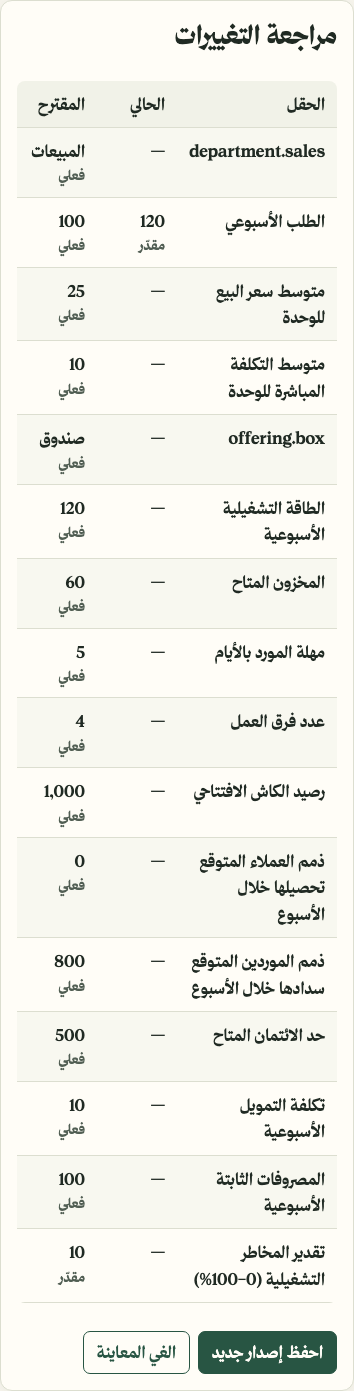 مراجعة التغييرات
الحقل الحالي المقترح
department.sales — المبيعات
فعلي
الطلب الأسبوعي 120 100
مقدّر فعلي
متوسط سعر البيع — 25
للوحدة فعلي
متوسط التكلفة — 10
المباشرة للوحدة فعلي
offering.box — صندوق
فعلي
الطاقة التشغيلية — 120
الأسبوعية فعلي
المخزون المتاح — 60
فعلي
مهلة المورد بالأيام — 5
فعلي
عدد فرق العمل — 4
فعلي
رصيد الكاش الافتتاحي — 1,000
فعلي
ذمم العملاء المتوقع — 0
تحصيلها خلال فعلي
الأسبوع
ذمم الموردين المتوقع — 800
سدادها خلال الأسبوع فعلي
حد الائتمان المتاح — 500
فعلي
تكلفة التمويل — 10
الأسبوعية فعلي
المصروفات الثابتة — 100
الأسبوعية فعلي
تقدير المخاطر — 10
التشغيلية (0–100%) مقدّر
احفظ إصدار جديد الغي المعاينة